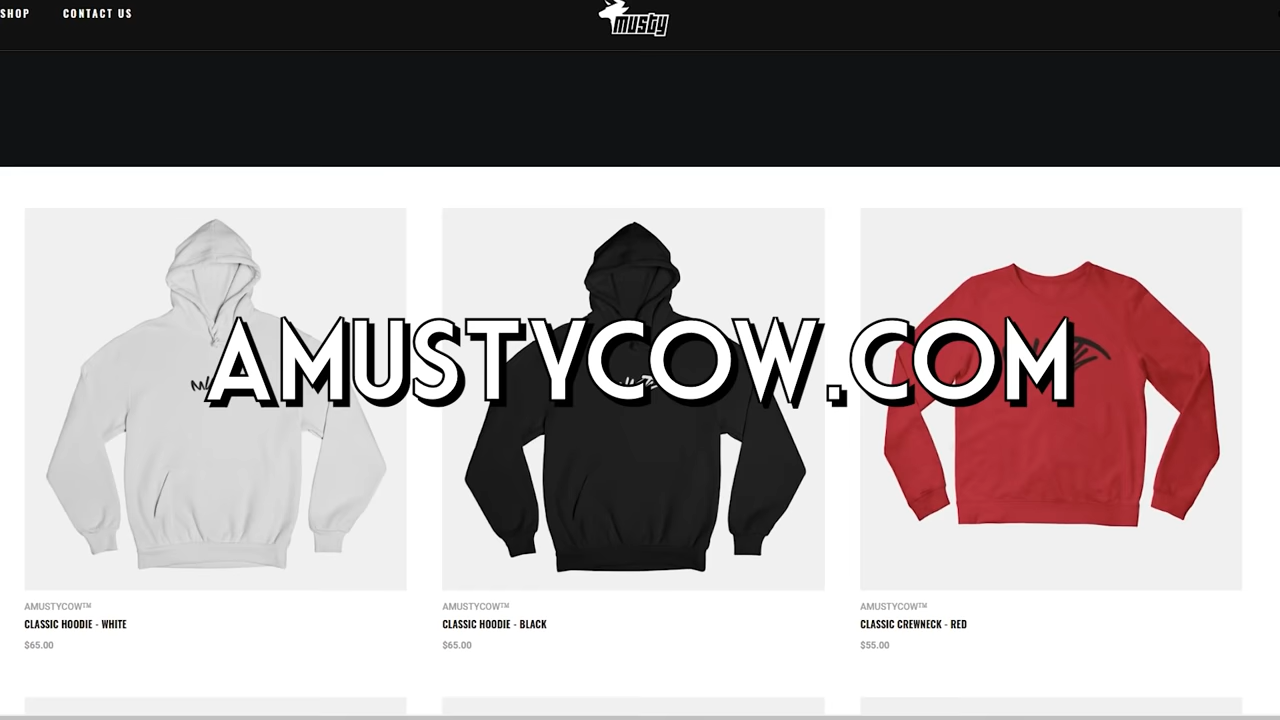 SHOP CONTACT US
musty
AMUSTYCOW.COM
AMUSTYCOW™ AMUSTYCOW™ AMUSTYCOW™
CLASSIC HOODIE - WHITE CLASSIC HOODIE - BLACK CLASSIC CREWNECK - RED
$65.00 $65.00 $55.00